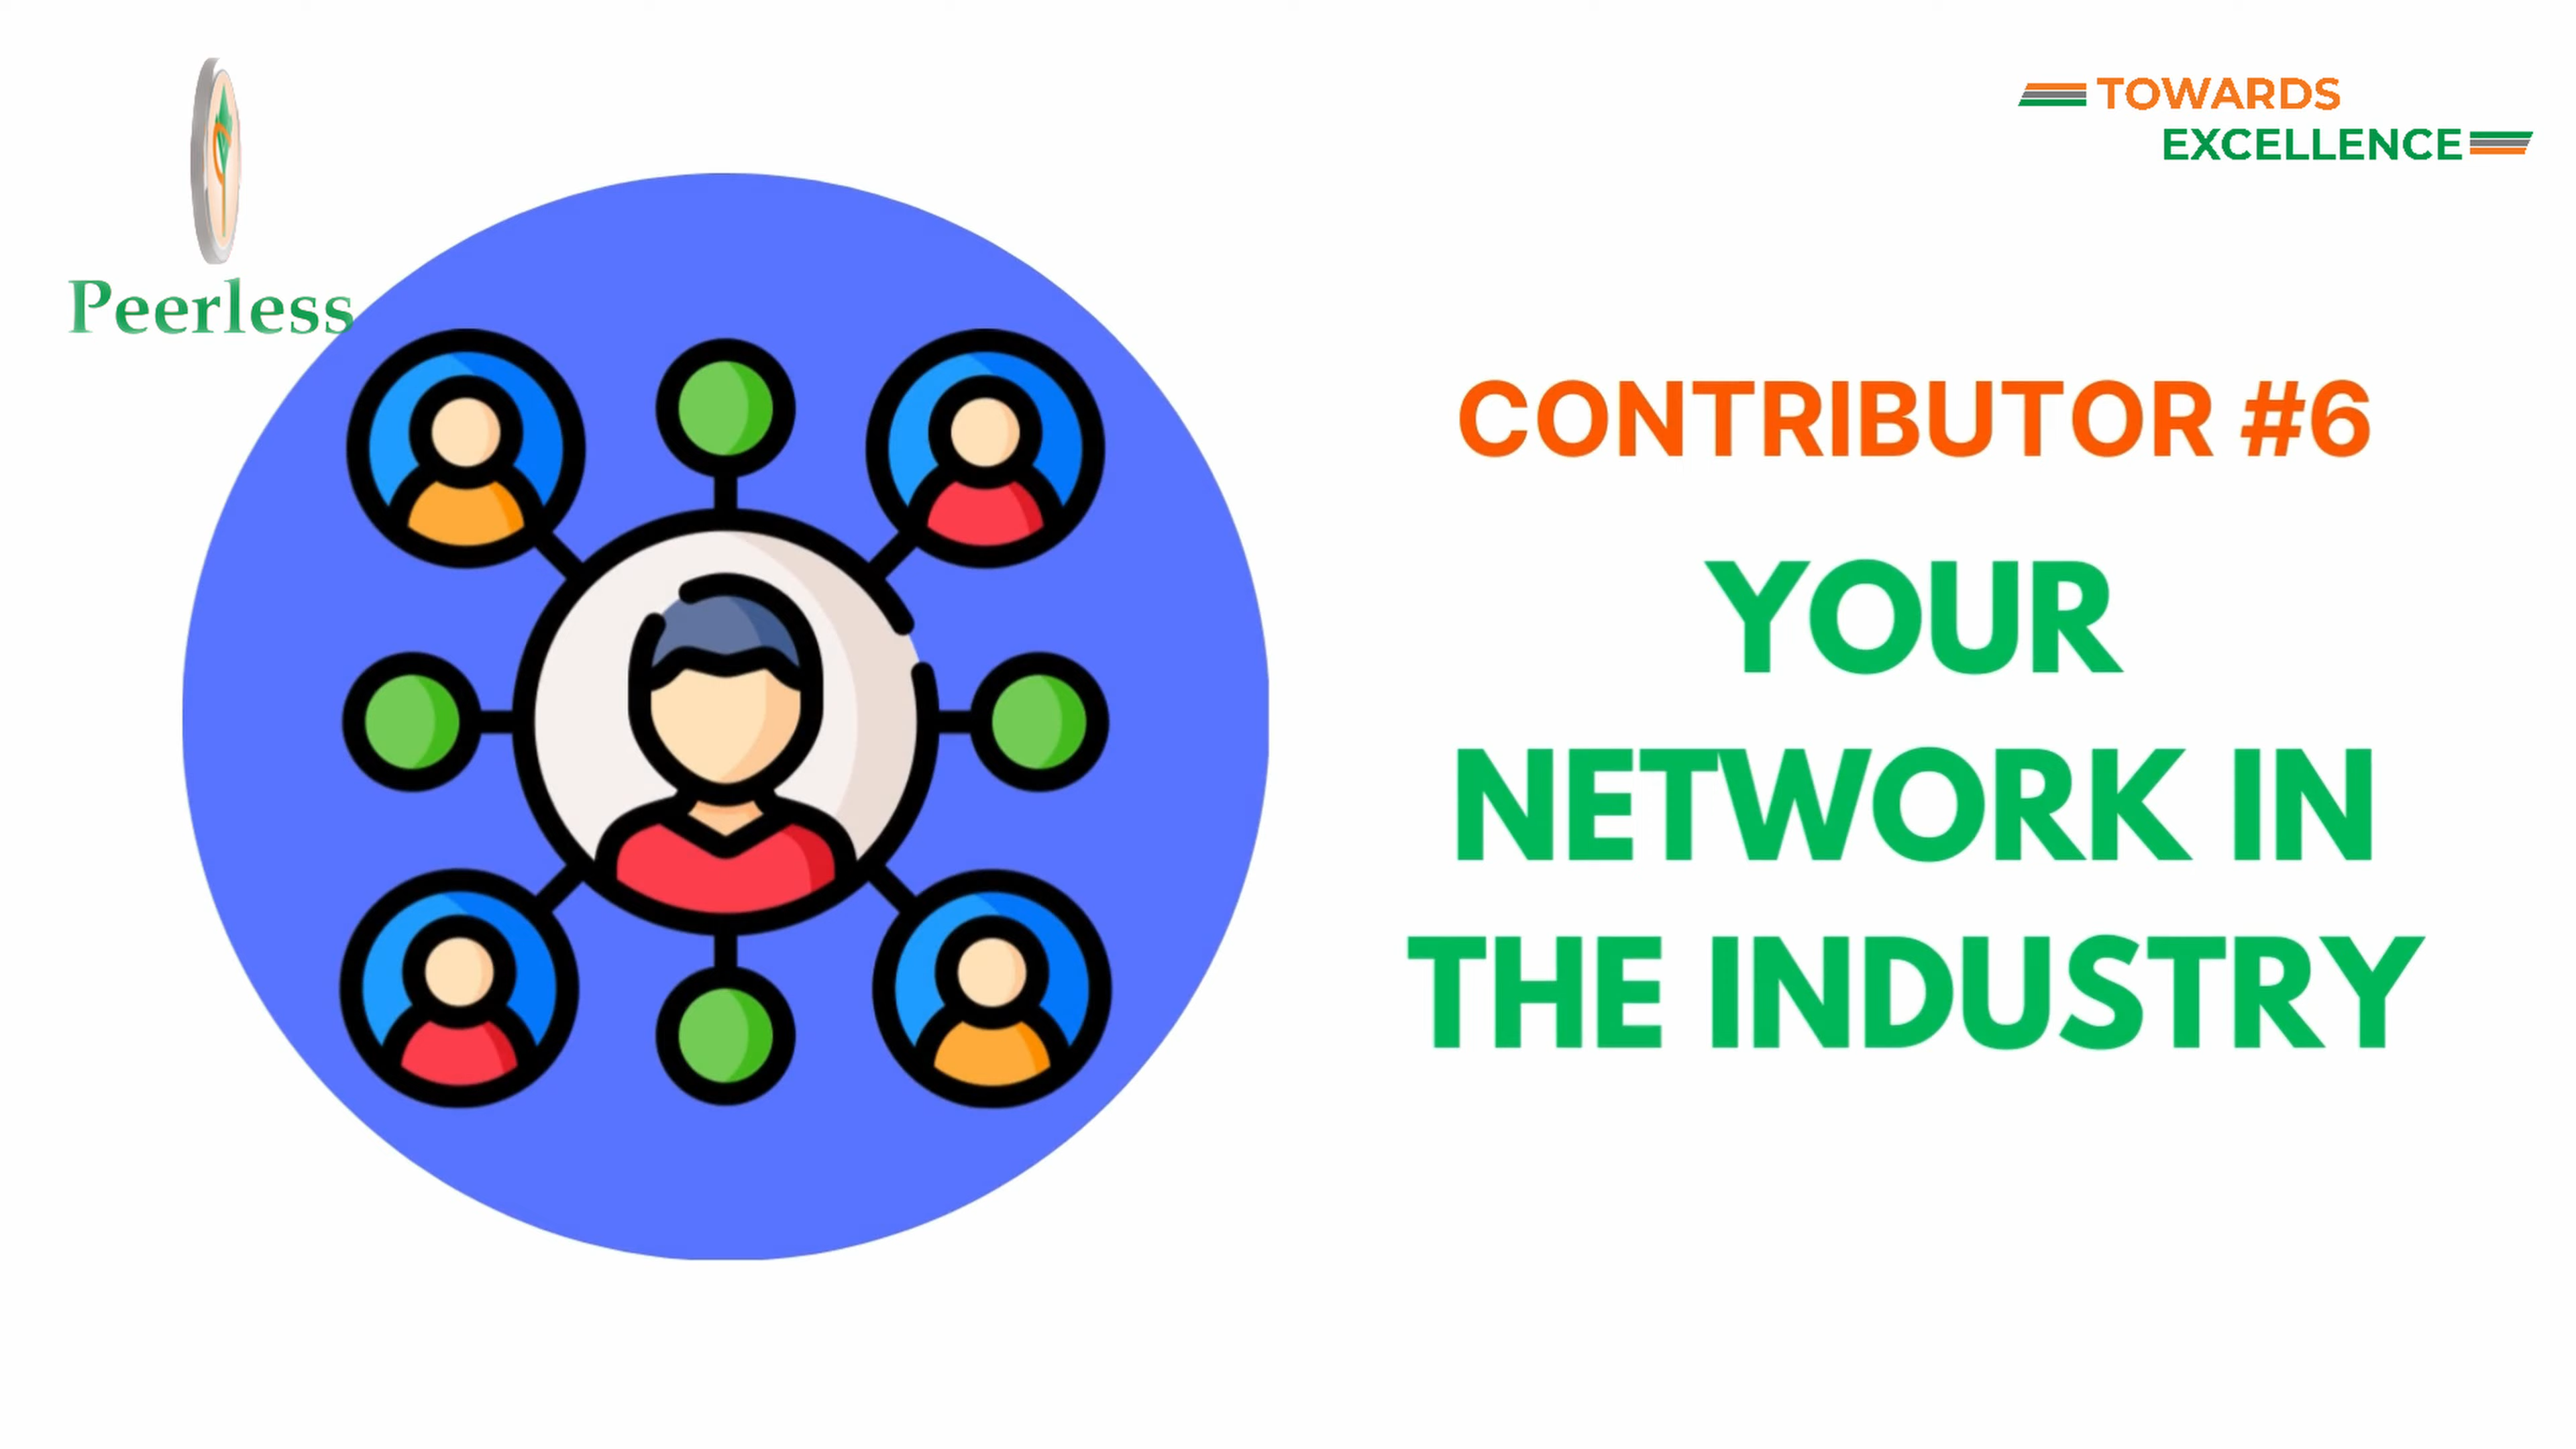 Peerless
TOWARDS
EXCELLENCE
CONTRIBUTOR #6
YOUR
NETWORK IN
THE INDUSTRY